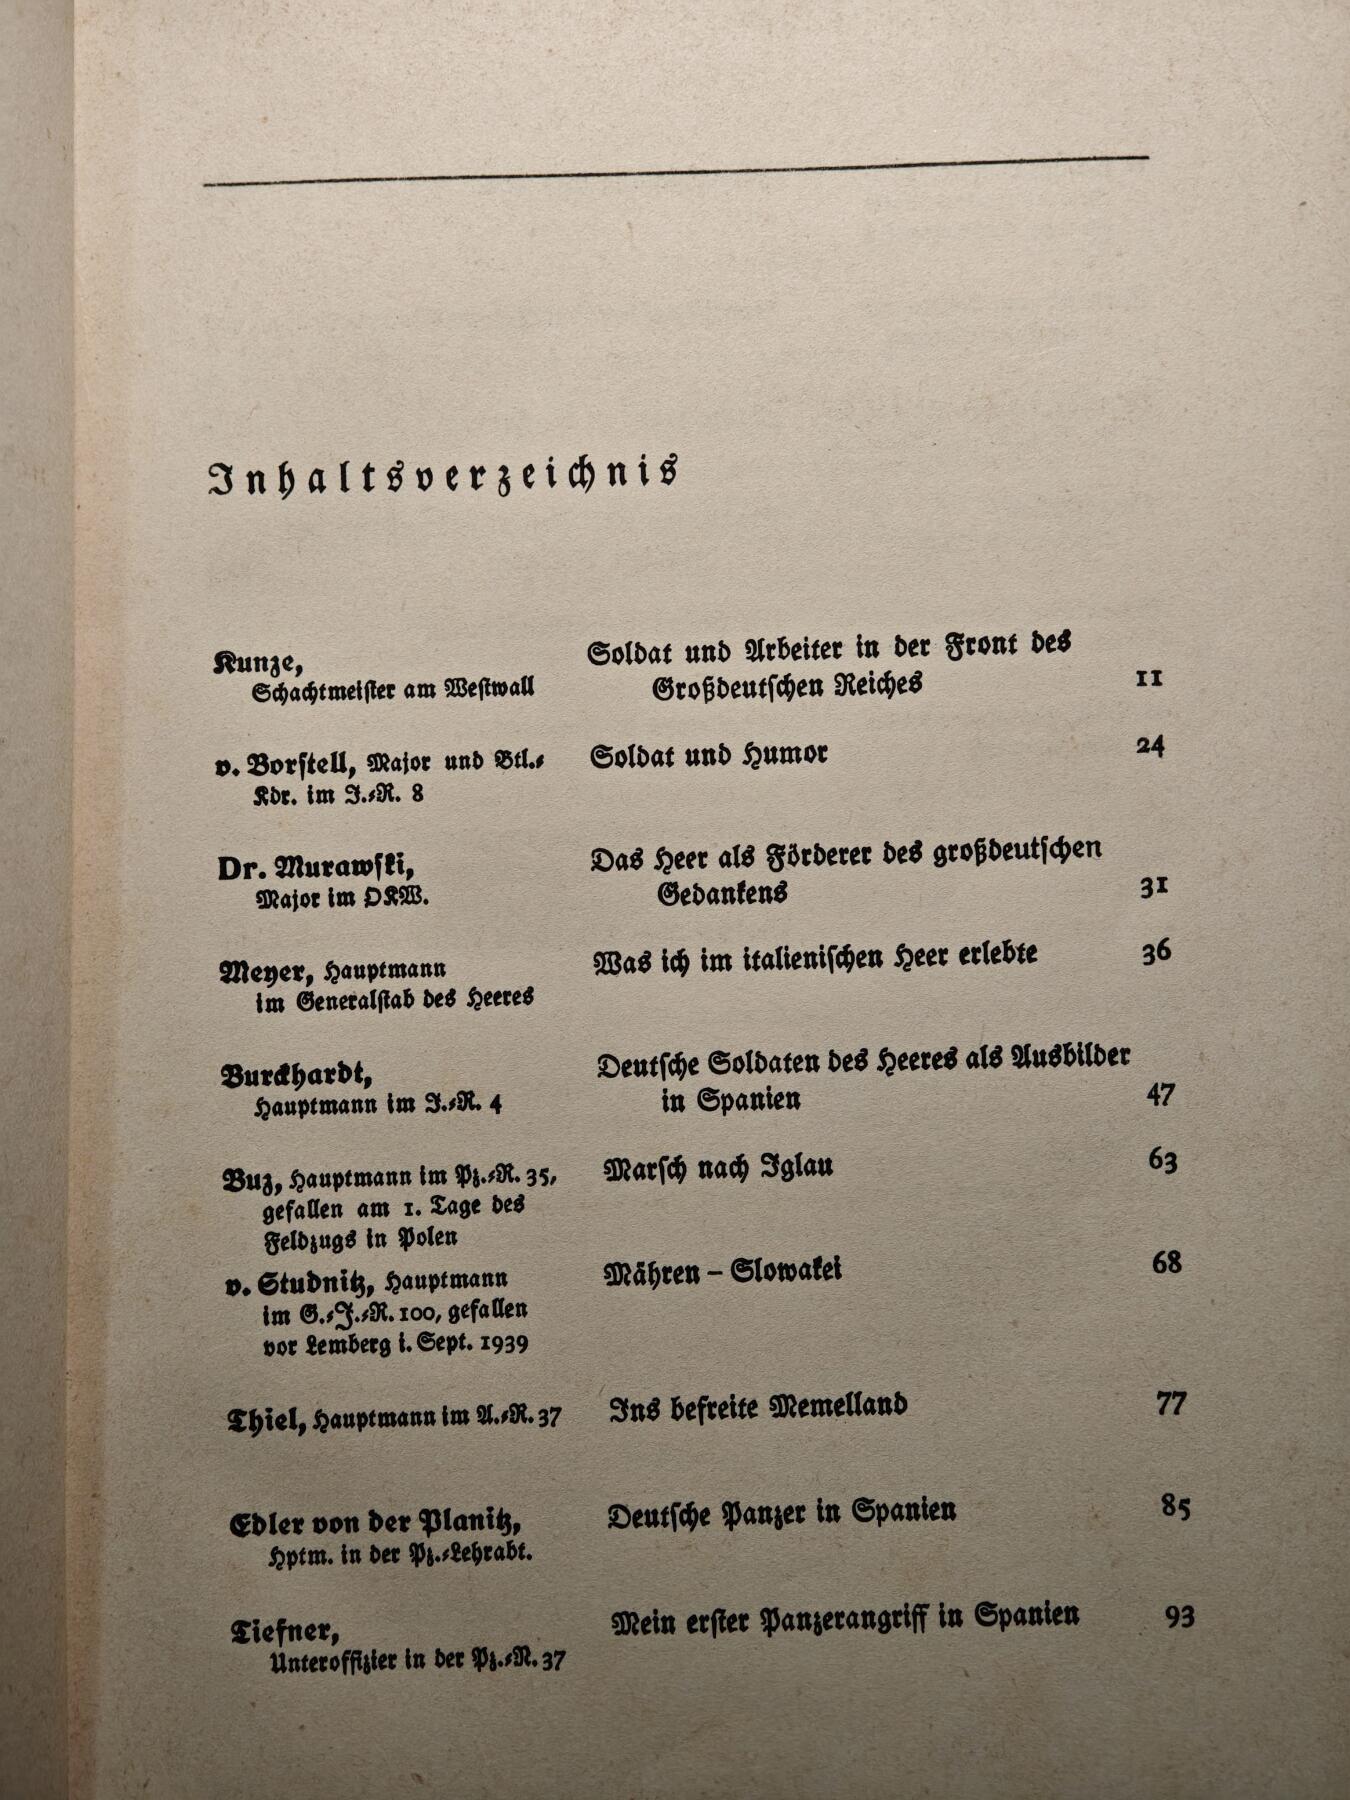 Inhaltsverzeichnis
Kunze,
Schachtmeister am Westwall
Soldat und Arbeiter in der Front des
Großdeutschen Reiches 11
v. Borstell, Major und Btl.-
Kdr. im I.-R. 8
Soldat und Humor 24
Dr. Murawski,
Major im OKW.
Das Heer als Förderer des großdeutschen
Gedankens 31
Meyer, Hauptmann
im Generalstab des Heeres
Was ich im italienischen Heer erlebte 36
Burckhardt,
Hauptmann im I.-R. 4
Deutsche Soldaten des Heeres als Ausbilder
in Spanien 47
Buz, Hauptmann im Pz.-R. 35,
gefallen am 1. Tage des
Feldzugs in Polen
Marsch nach Iglau 63
v. Studnitz, Hauptmann
im G.-J.-R. 100, gefallen
vor Lemberg i. Sept. 1939
Mähren – Slowakei 68
Thiel, Hauptmann im A.-R. 37
Ins befreite Memelland 77
Edler von der Planitz,
Hptm. in der Pz.-Lehrabt.
Deutsche Panzer in Spanien 85
Tiefner,
Unteroffizier in der Pz.-R. 37
Mein erster Panzerangriff in Spanien 93